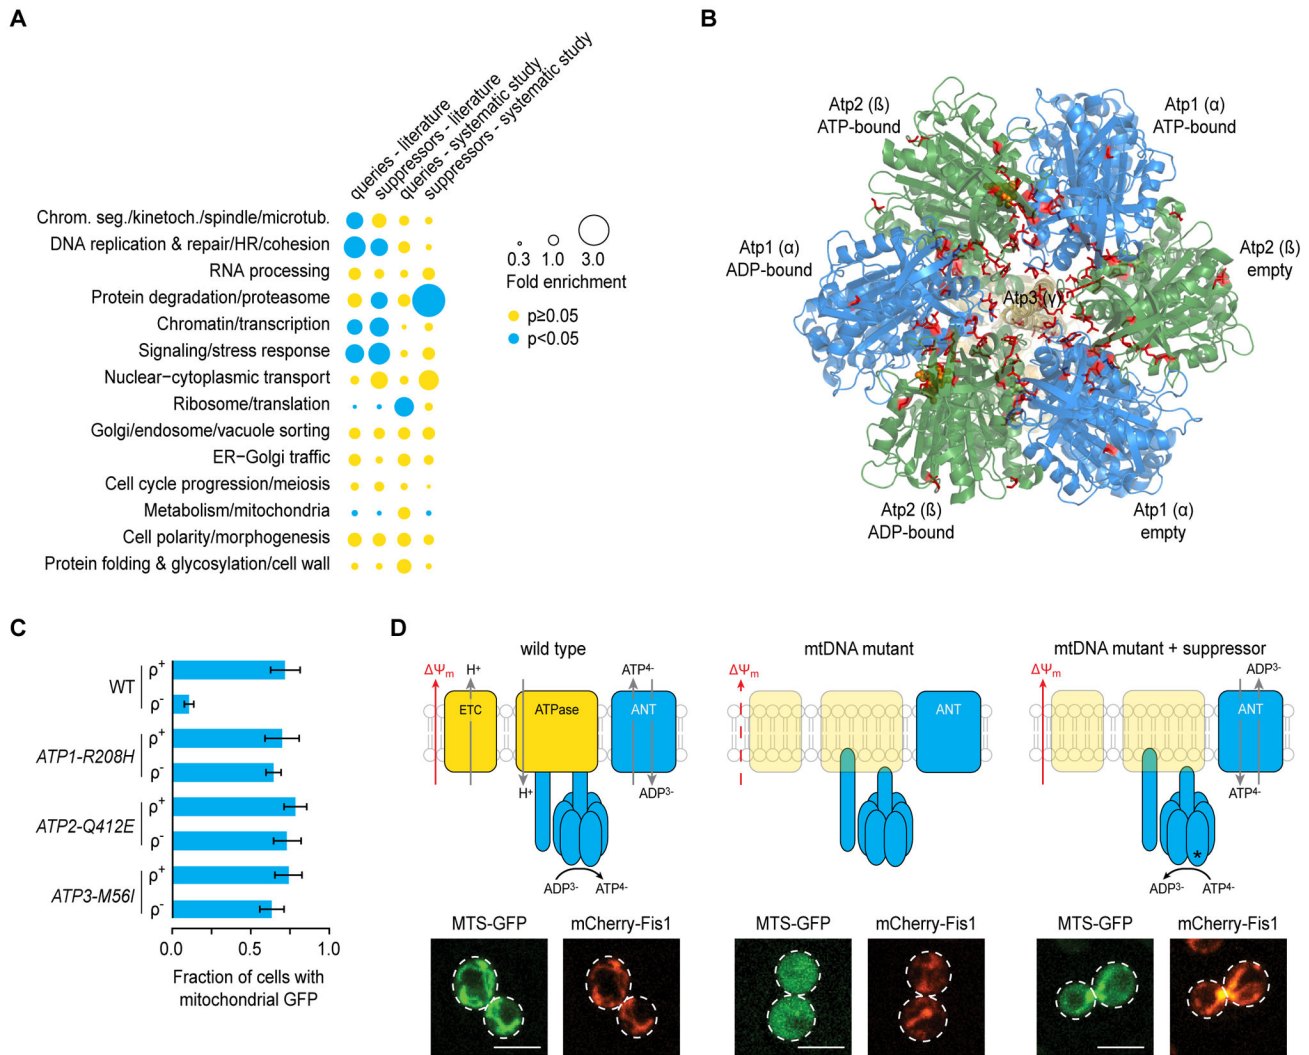 A
queries - literature
suppressors - literature
queries - systematic study
suppressors - systematic study
Chrom. seg./kinetoch./spindle/microtub.
DNA replication & repair/HR/cohesion
RNA processing
Protein degradation/proteasome
Chromatin/transcription
Signaling/stress response
Nuclear−cytoplasmic transport
Ribosome/translation
Golgi/endosome/vacuole sorting
ER−Golgi traffic
Cell cycle progression/meiosis
Metabolism/mitochondria
Cell polarity/morphogenesis
Protein folding & glycosylation/cell wall
0.3 1.0 3.0
Fold enrichment
p≥0.05
p<0.05
B
Atp2 (ß)
ATP-bound
Atp1 (α)
ATP-bound
Atp1 (α)
ADP-bound
Atp3 (γ)
Atp2 (ß)
empty
Atp2 (ß)
ADP-bound
Atp1 (α)
empty
C
WT
ρ+
ρ-
ATP1-R208H
ρ+
ρ-
ATP2-Q412E
ρ+
ρ-
ATP3-M56I
ρ+
ρ-
0.0 0.5 1.0
Fraction of cells with
mitochondrial GFP
D
wild type
ΔΨm
H+
ATP4-
ETC
ATPase
ANT
H+
ADP3-
ADP3- ATP4-
MTS-GFP
mCherry-Fis1
mtDNA mutant
ΔΨm
ANT
MTS-GFP
mCherry-Fis1
mtDNA mutant + suppressor
ΔΨm
ADP3-
ANT
ATP4-
*
ADP3- ATP4-
MTS-GFP
mCherry-Fis1